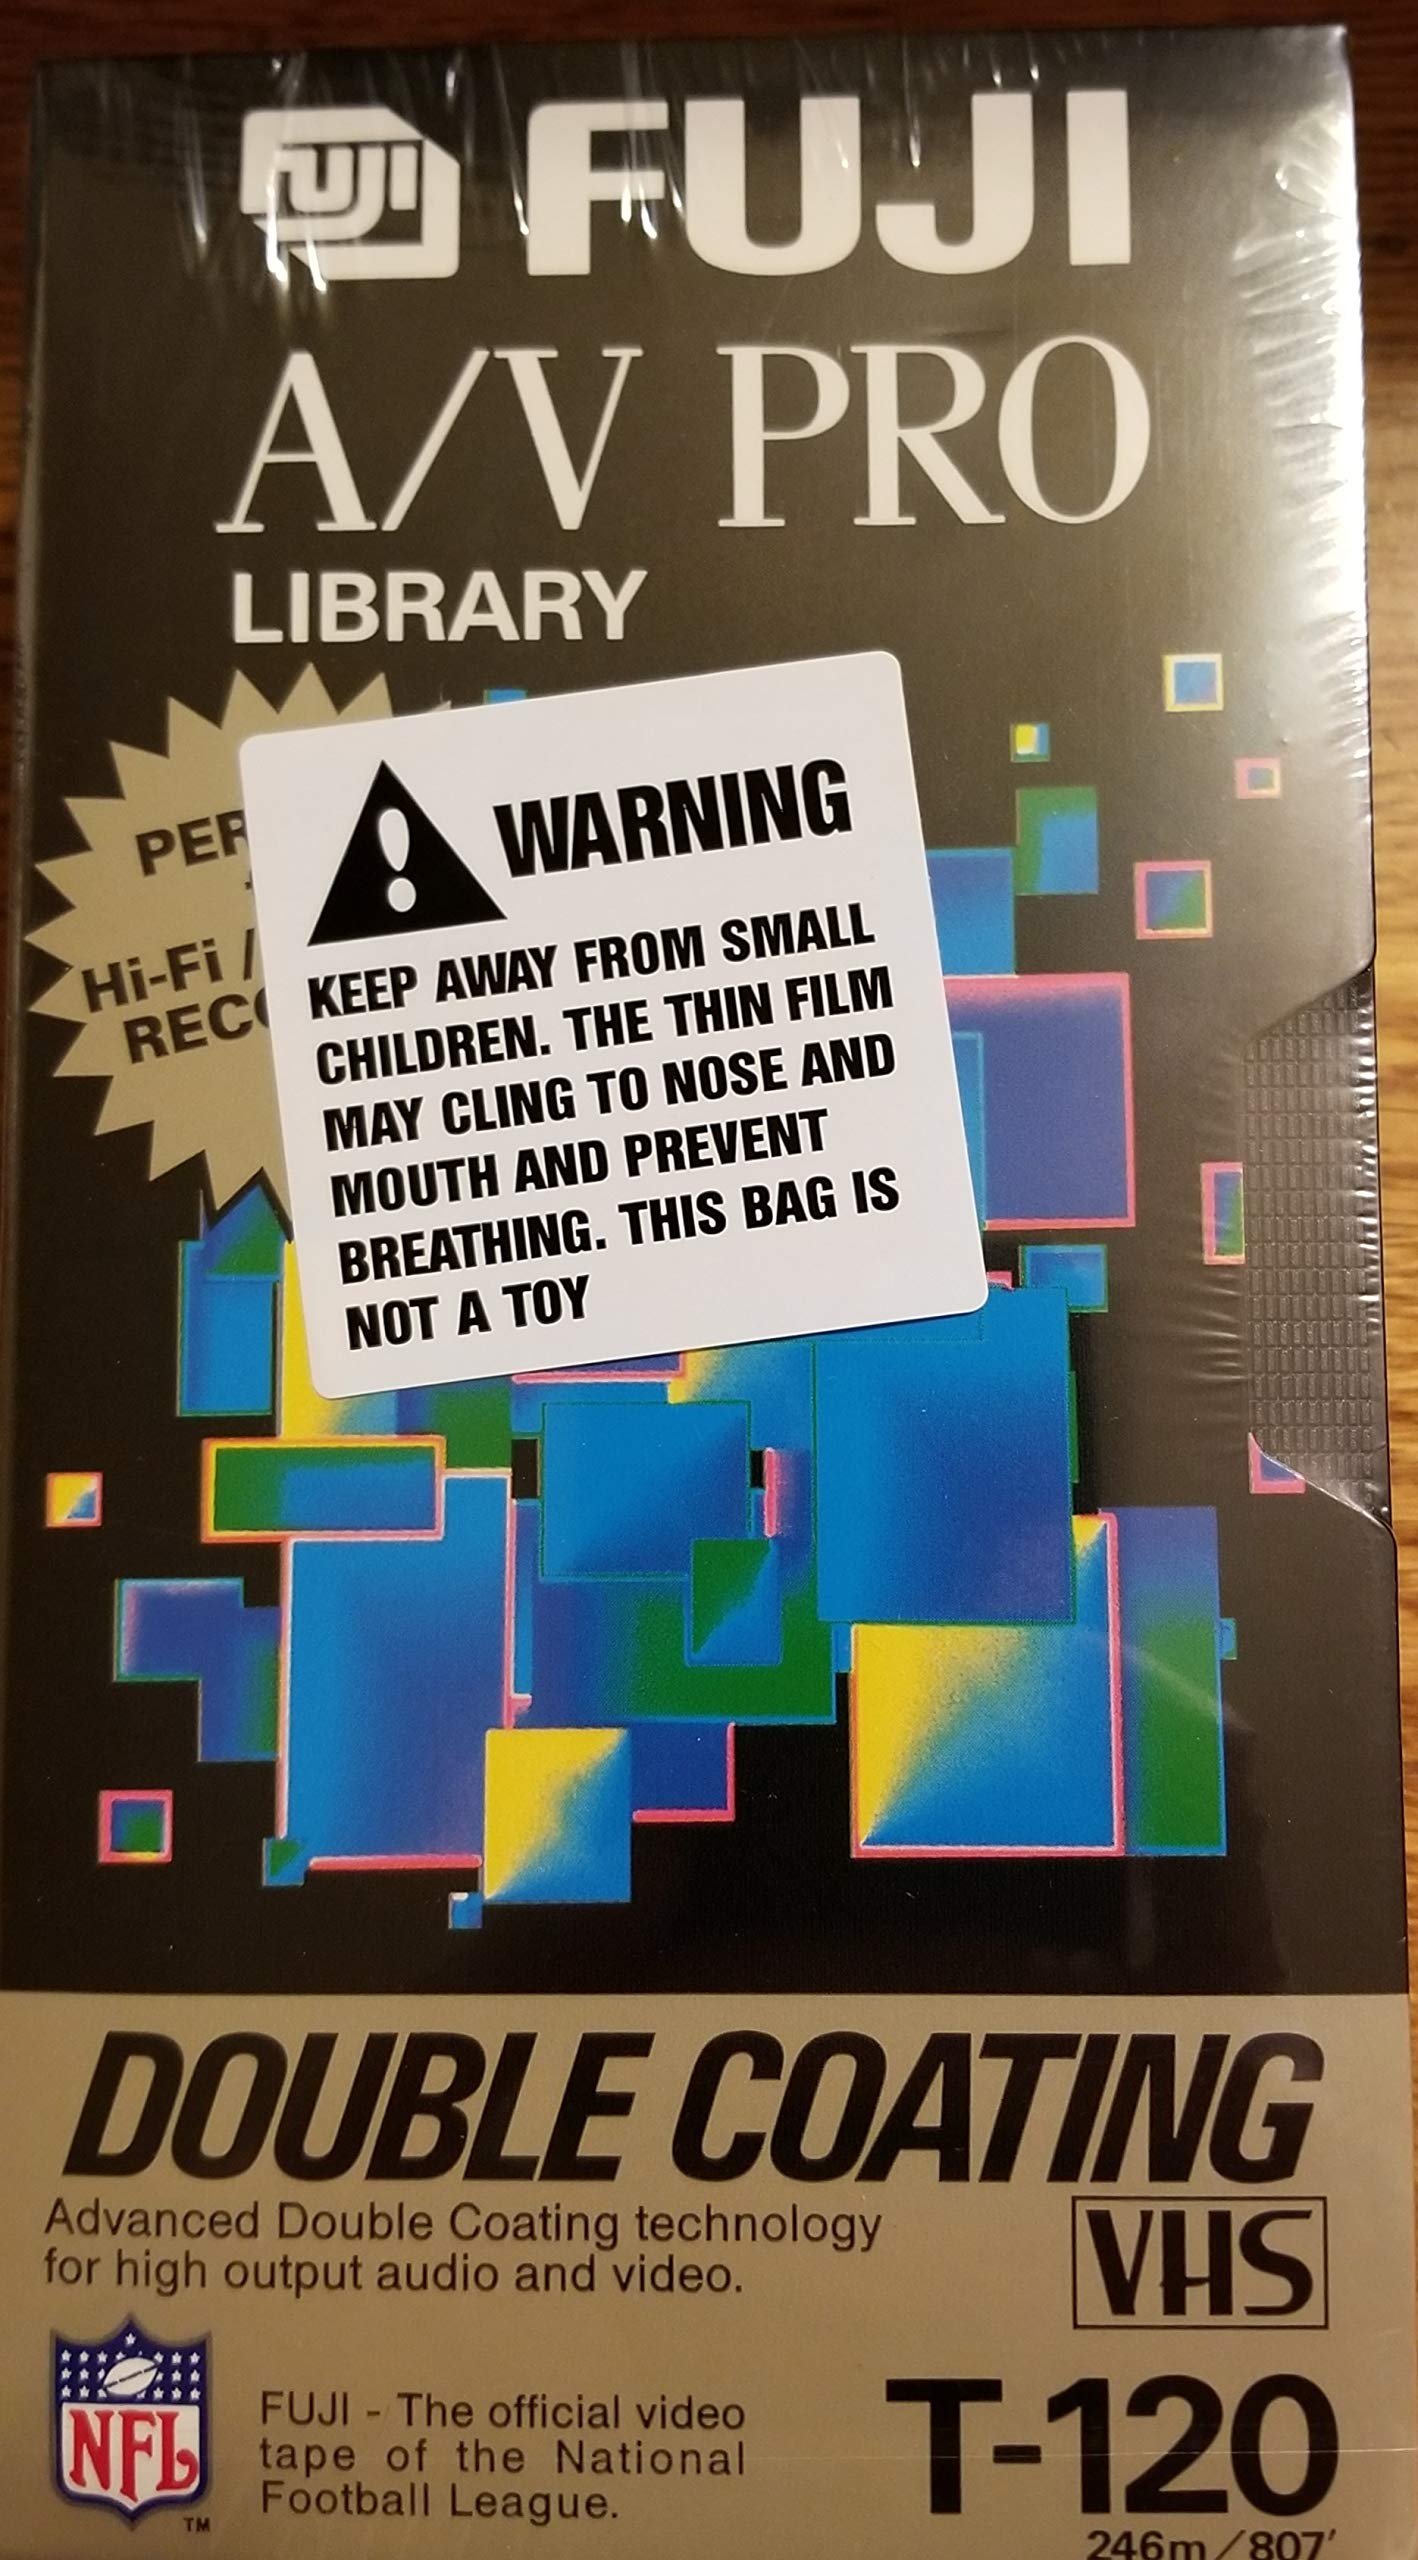 FUJI FUJI
A/V PRO
LIBRARY
Hi-Fi /
WARNING
KEEP AWAY FROM SMALL
CHILDREN. THE THIN FILM
MAY CLING TO NOSE AND
MOUTH AND PREVENT
BREATHING. THIS BAG IS
NOT A TOY
DOUBLE COATING
Advanced Double Coating technology
for high output audio and video.
VHS
NFL
TM
FUJI - The official video
tape of the National
Football League.
T-120
246m/807'